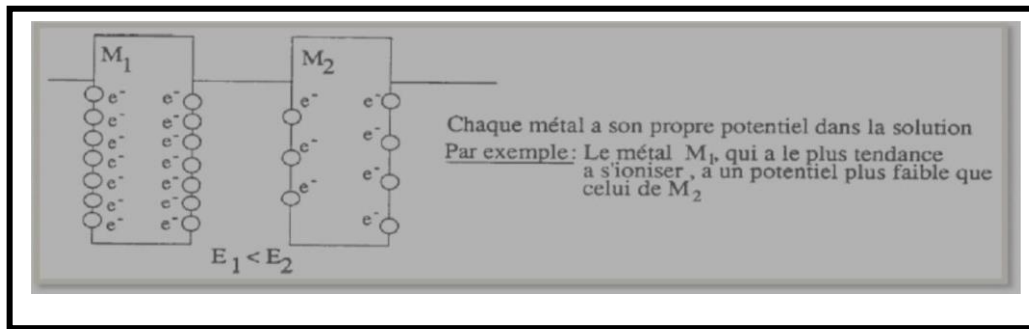 M₁
M₂
e⁻ e⁻ e⁻ e⁻
e⁻ e⁻
e⁻ e⁻ e⁻
e⁻ e⁻
e⁻ e⁻ e⁻ e⁻
e⁻ e⁻
e⁻ e⁻ e⁻
Chaque métal a son propre potentiel dans la solution
Par exemple: Le métal M₁, qui a le plus tendance
a s'ioniser, a un potentiel plus faible que
celui de M₂
E₁ < E₂